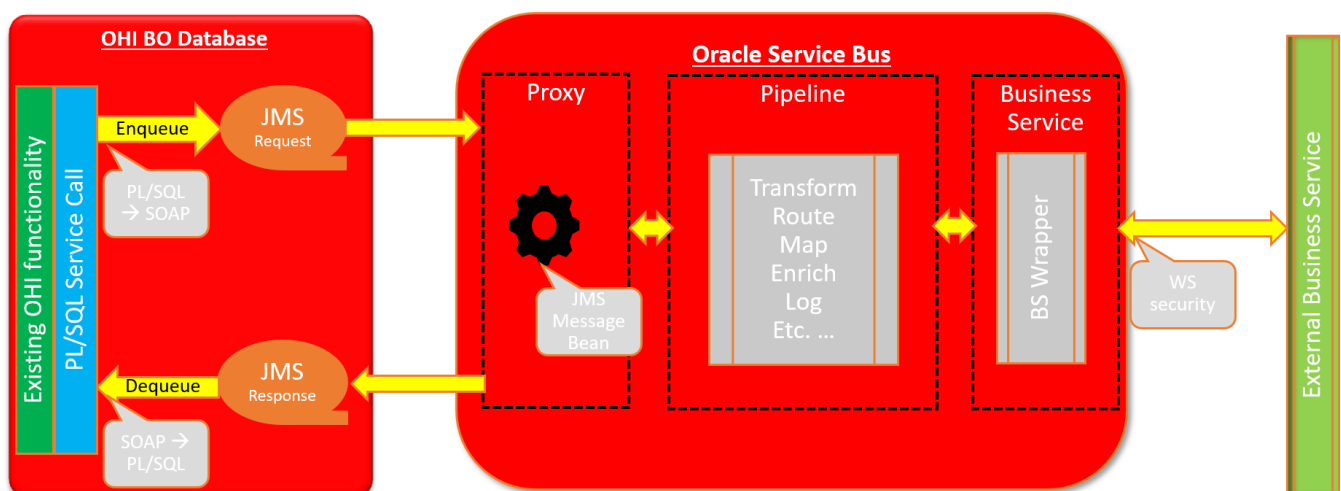 OHI BO Database
Existing OHI functionality
PL/SQL Service Call
Enqueue
JMS
Request
PL/SQL
→ SOAP
Dequeue
JMS
Response
SOAP →
PL/SQL
Oracle Service Bus
Proxy
JMS
Message
Bean
Pipeline
Transform
Route
Map
Enrich
Log
Etc. ...
Business
Service
BS Wrapper
WS
security
External Business Service